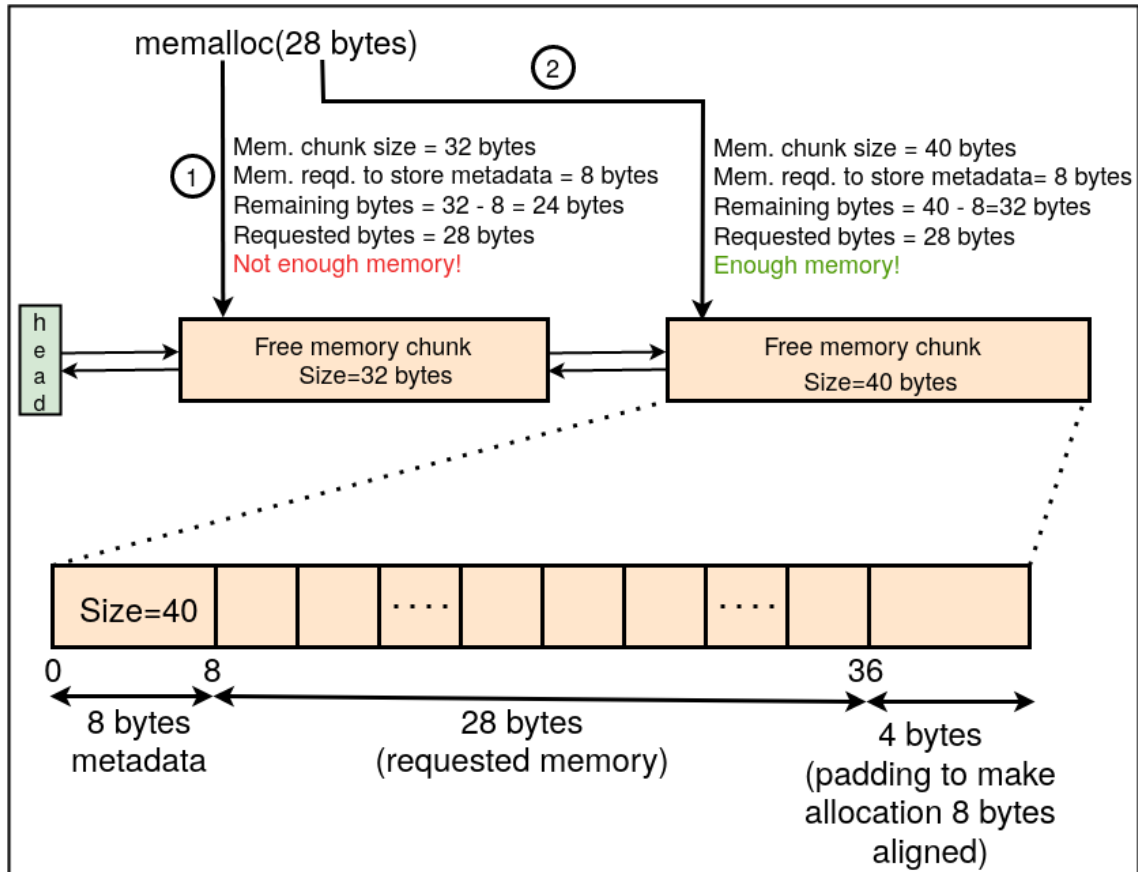 memalloc(28 bytes)
2
1
Mem. chunk size = 32 bytes
Mem. reqd. to store metadata = 8 bytes
Remaining bytes = 32 - 8 = 24 bytes
Requested bytes = 28 bytes
Not enough memory!
Mem. chunk size = 40 bytes
Mem. reqd. to store metadata= 8 bytes
Remaining bytes = 40 - 8=32 bytes
Requested bytes = 28 bytes
Enough memory!
h
e
a
d
Free memory chunk
Size=32 bytes
Free memory chunk
Size=40 bytes
Size=40
. . . .
. . . .
0
8
36
8 bytes
metadata
28 bytes
(requested memory)
4 bytes
(padding to make
allocation 8 bytes
aligned)